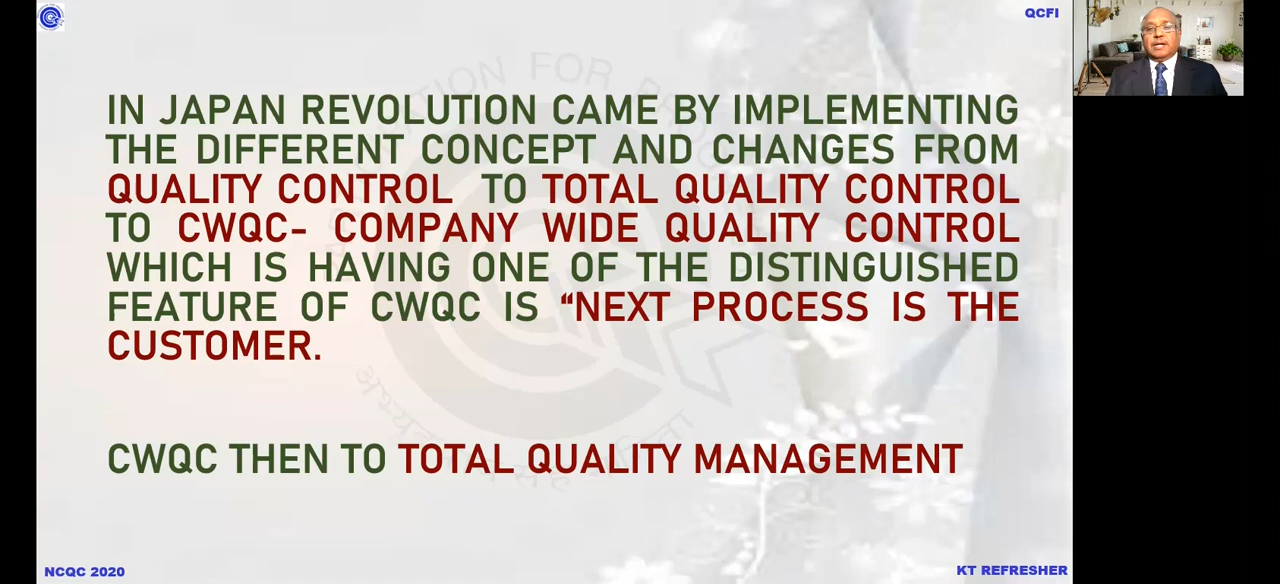 QCFI
IN JAPAN REVOLUTION CAME BY IMPLEMENTING
THE DIFFERENT CONCEPT AND CHANGES FROM
QUALITY CONTROL TO TOTAL QUALITY CONTROL
TO CWQC- COMPANY WIDE QUALITY CONTROL
WHICH IS HAVING ONE OF THE DISTINGUISHED
FEATURE OF CWQC IS “NEXT PROCESS IS THE
CUSTOMER.
CWQC THEN TO TOTAL QUALITY MANAGEMENT
NCQC 2020
KT REFRESHER